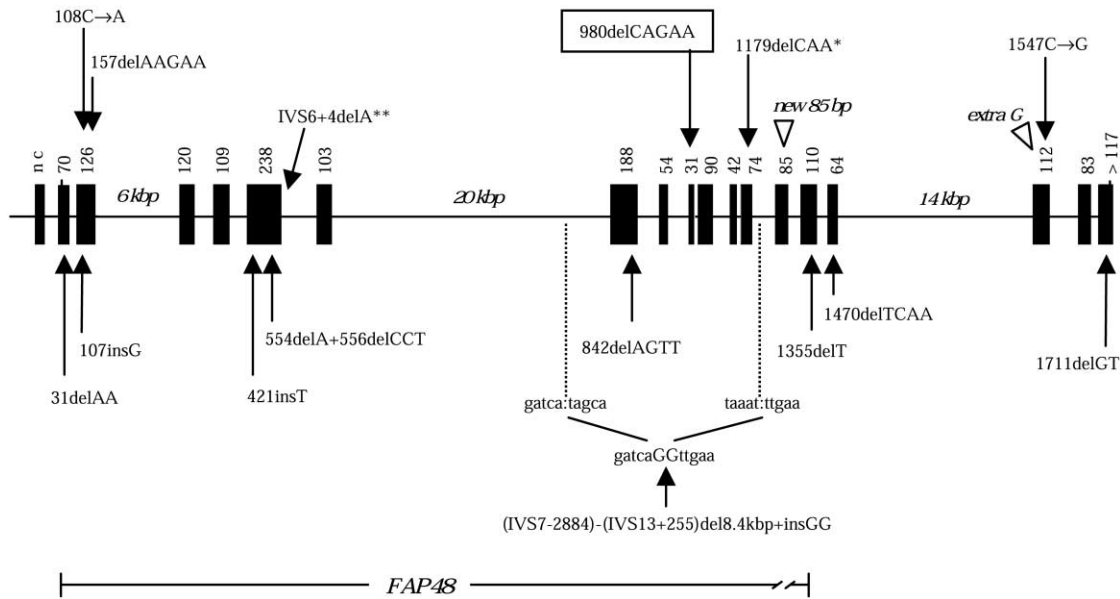 108C→A
157delAAGAA
IVS6+4delA**
980delCAGAA
1179delCAA*
new 85 bp
1547C→G
extra G
n c
70
126
120
109
238
103
188
54
31
90
42
74
85
110
64
112
83
> 117
6 kbp
20 kbp
14 kbp
107insG
31delAA
554delA+556delCCT
421insT
842delAGTT
1470delTCAA
1355delT
1711delGT
gatca:tagca
taaat:ttgaa
gatcaGGttgaa
(IVS7-2884)-(IVS13+255)del8.4kbp+insGG
FAP48